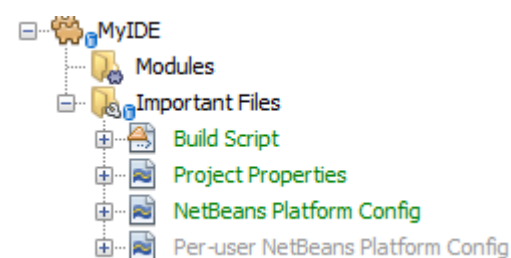 MyIDE
Modules
Important Files
Build Script
Project Properties
NetBeans Platform Config
Per-user NetBeans Platform Config